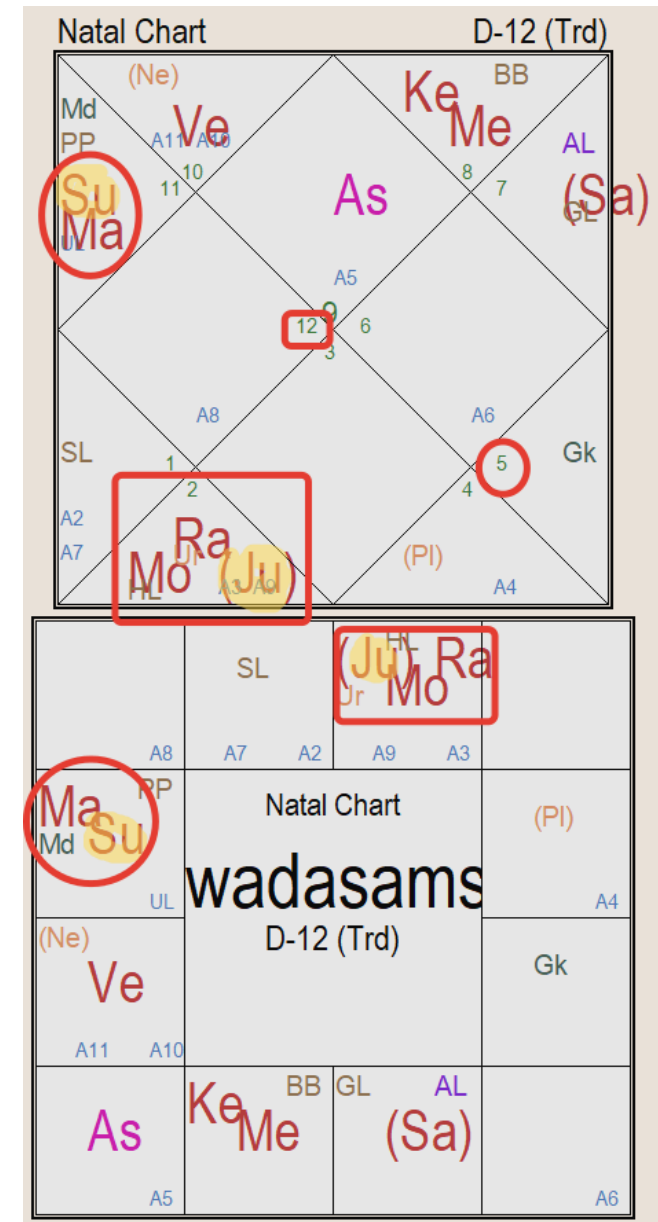 Natal Chart D-12 (Trd)
(Ne) Ke BB
Md Ve Me
PP A11 A10 AL
Su 11 10 As 8 7 (Sa)
Ma GL
UL
A5
9
12 6
3
A8 A6
SL 1 5 Gk
2 4
A2 Ra
A7 Mo Ur (Ju) (Pl)
HL A3 A9 A4
SL (Ju) HL Ra
Ur Mo
A8 A7 A2 A9 A3
Ma PP Natal Chart (Pl)
Md Su
UL wadasams A4
(Ne) D-12 (Trd) Gk
Ve
A11 A10
As Ke BB GL AL
Me (Sa)
A5 A6